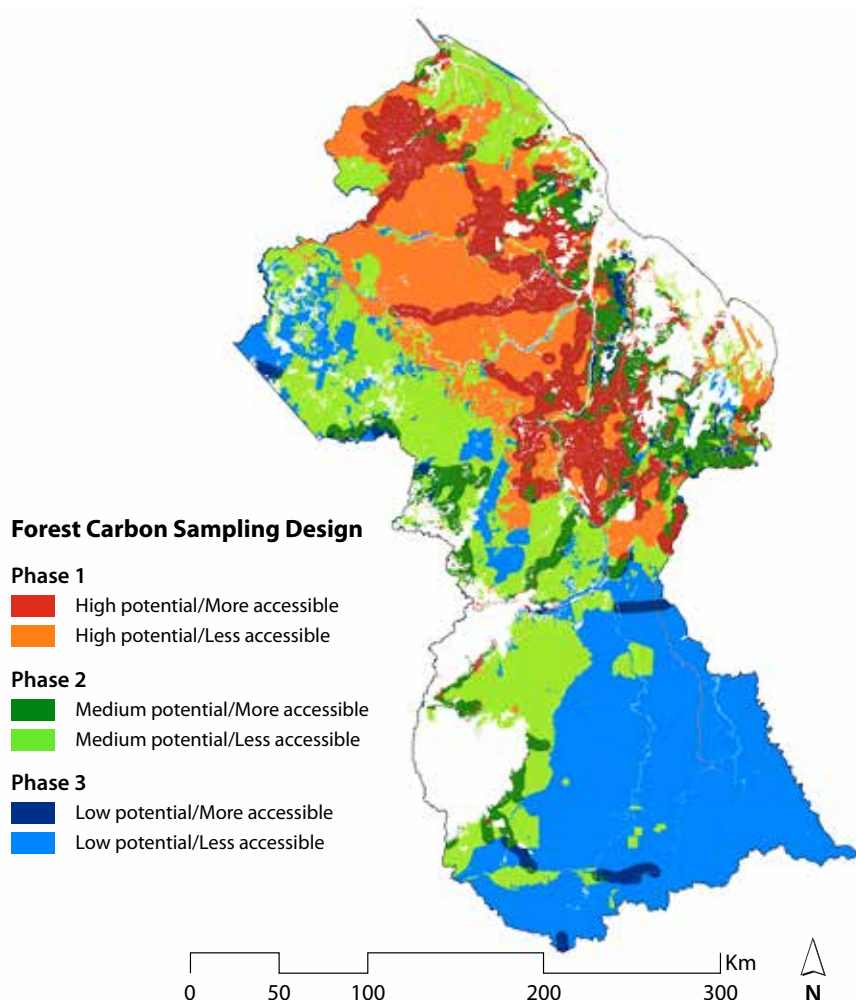 Forest Carbon Sampling Design
Phase 1
High potential/More accessible
High potential/Less accessible
Phase 2
Medium potential/More accessible
Medium potential/Less accessible
Phase 3
Low potential/More accessible
Low potential/Less accessible
Km
0 50 100 200 300 N